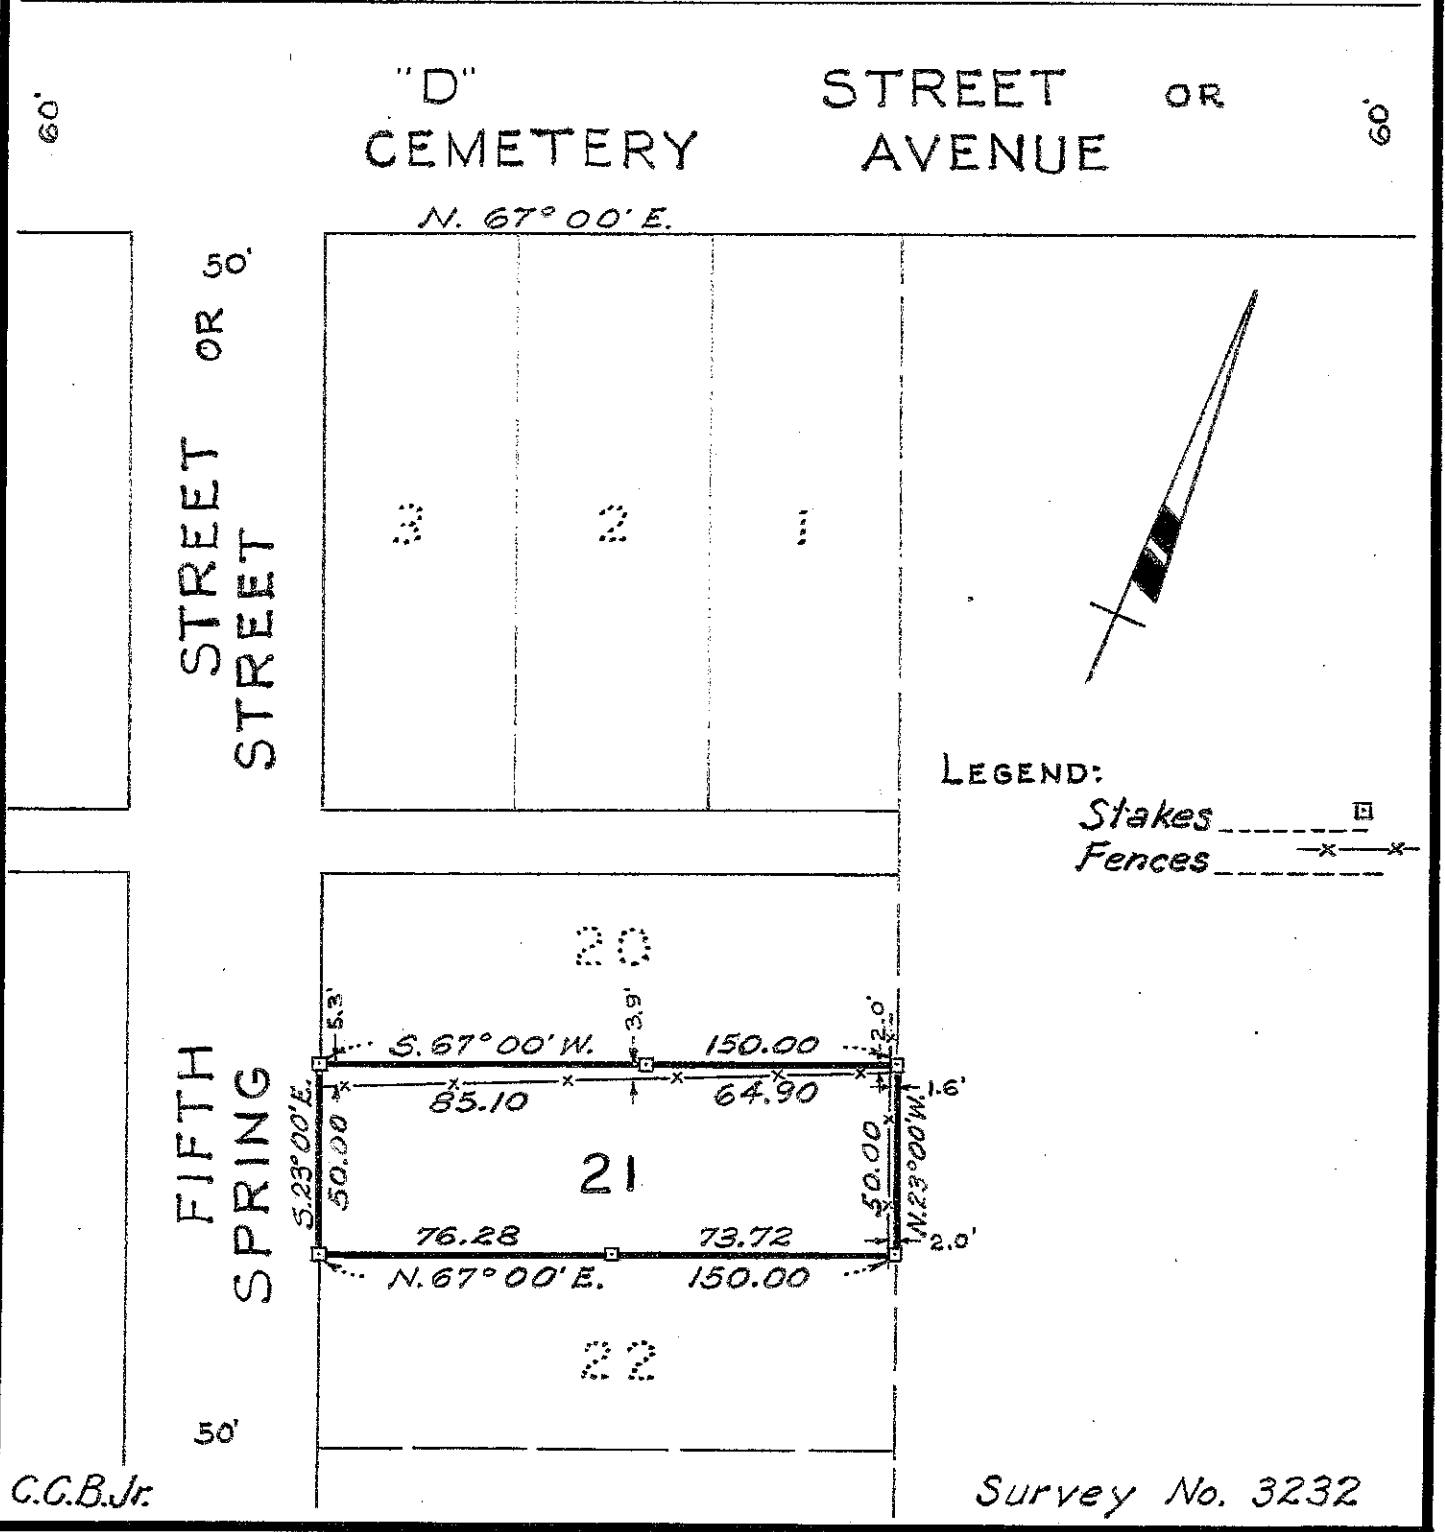 60'
"D" STREET OR
CEMETERY AVENUE
60'
N. 67° 00' E.
50'
FIFTH STREET OR
SPRING STREET
3
2
1
LEGEND:
Stakes
Fences
20
5.3'
3.9'
2.0'
S. 67° 00' W.
150.00
85.10
64.90
1.6'
S. 23° 00' E.
50.00
21
50.00
N. 23° 00' W.
76.28
73.72
2.0'
N. 67° 00' E.
150.00
22
50'
C.C.B.Jr.
Survey No. 3232